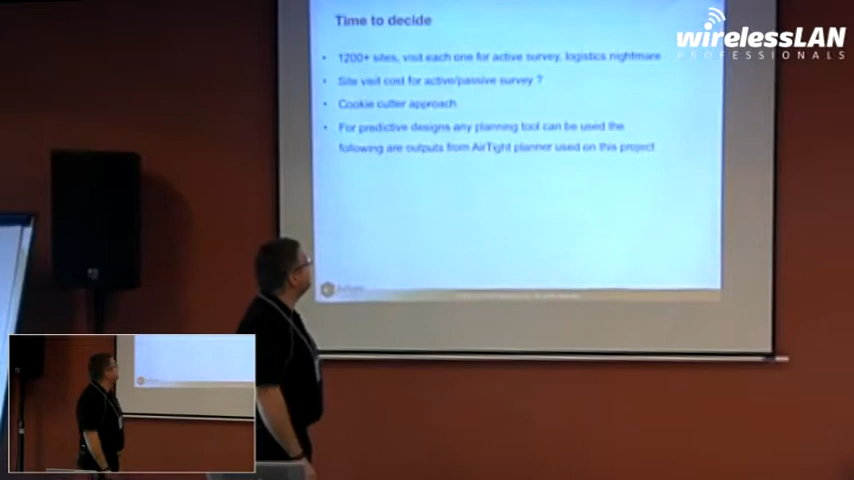 wirelessLAN
PROFESSIONALS
Time to decide
• 1200+ sites, visit each one for active survey, logistics nightmare
• Site visit cost for active/passive survey ?
• Cookie cutter approach
• For predictive designs any planning tool can be used the
following are outputs from AirTight planner used on this project